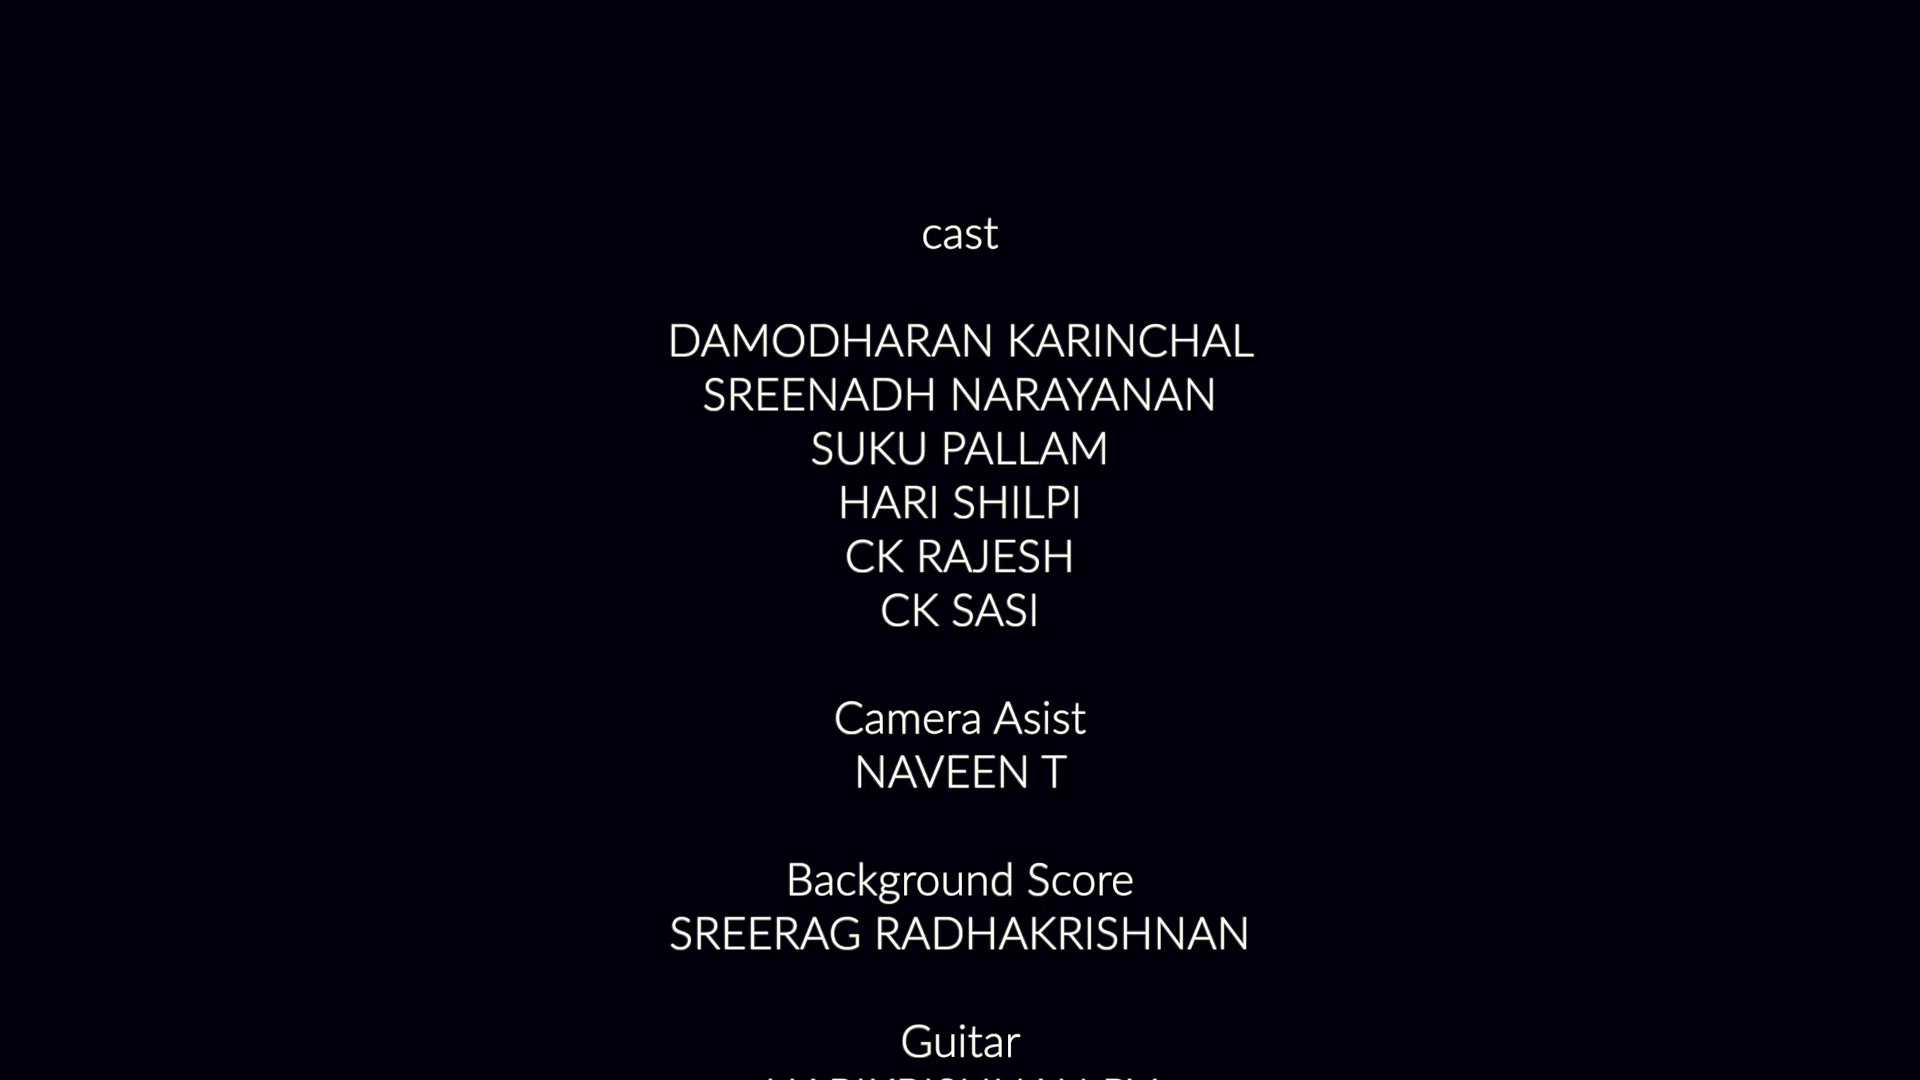 cast
DAMODHARAN KARINCHAL
SREENADH NARAYANAN
SUKU PALLAM
HARI SHILPI
CK RAJESH
CK SASI
Camera Asist
NAVEEN T
Background Score
SREERAG RADHAKRISHNAN
Guitar